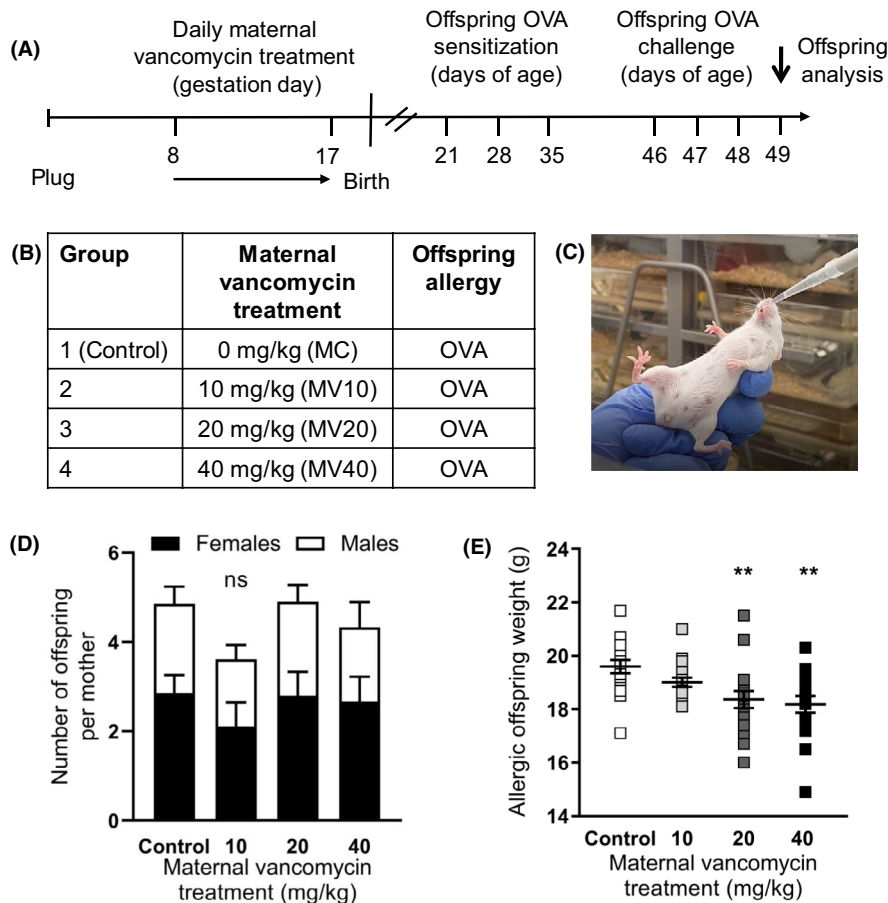 (A)
Daily maternal
vancomycin treatment
(gestation day)
Offspring OVA
sensitization
(days of age)
Offspring OVA
challenge
(days of age)
Offspring
analysis
8 17 21 28 35 46 47 48 49
Plug Birth
(B)
Group Maternal vancomycin treatment Offspring allergy
1 (Control) 0 mg/kg (MC) OVA
2 10 mg/kg (MV10) OVA
3 20 mg/kg (MV20) OVA
4 40 mg/kg (MV40) OVA
(C)
(D)
Females Males
ns
Number of offspring
per mother
6
4
2
0
Control 10 20 40
Maternal vancomycin
treatment (mg/kg)
(E)
Allergic offspring weight (g)
24
22
20
18
16
14
** **
Control 10 20 40
Maternal vancomycin
treatment (mg/kg)